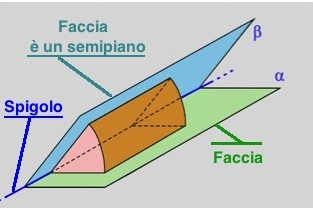 Faccia
è un semipiano
β
α
Spigolo
Faccia